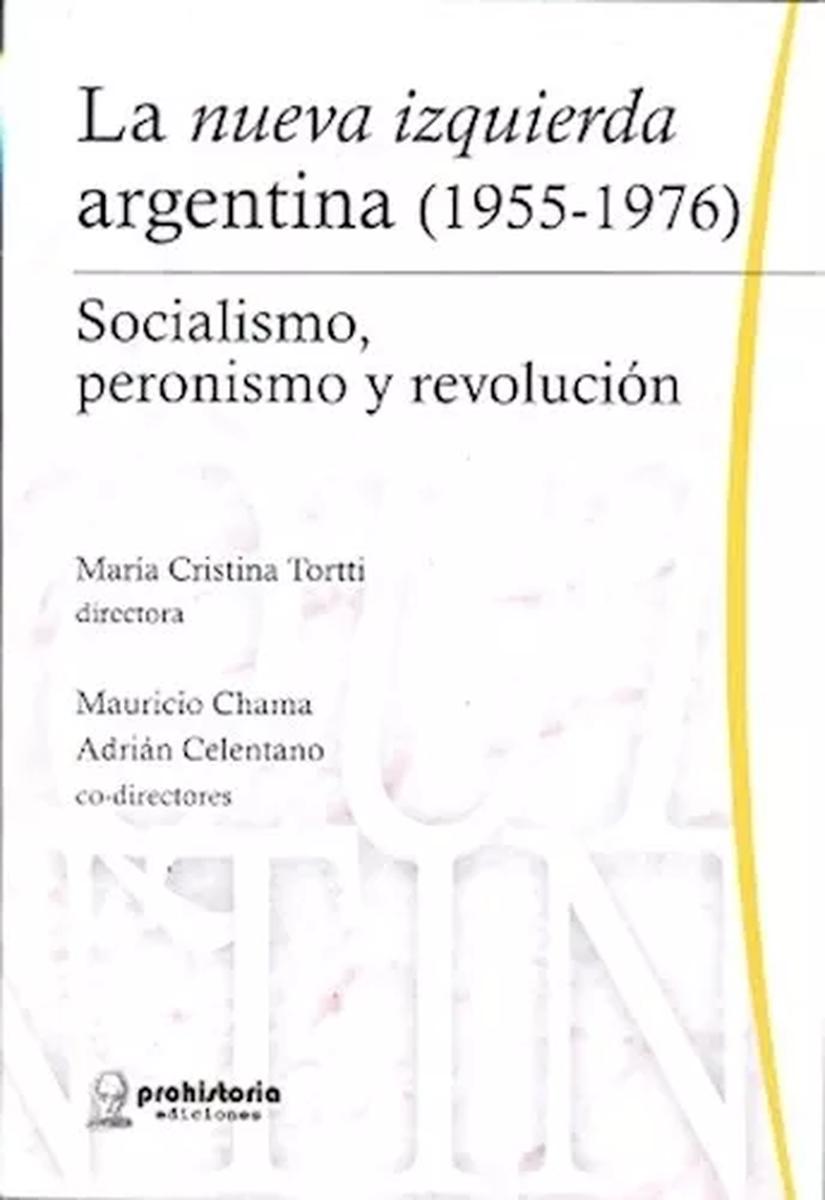 La nueva izquierda
argentina (1955-1976)
Socialismo,
peronismo y revolución
María Cristina Tortti
directora
Mauricio Chama
Adrián Celentano
co-directores
prohistoria
ediciones